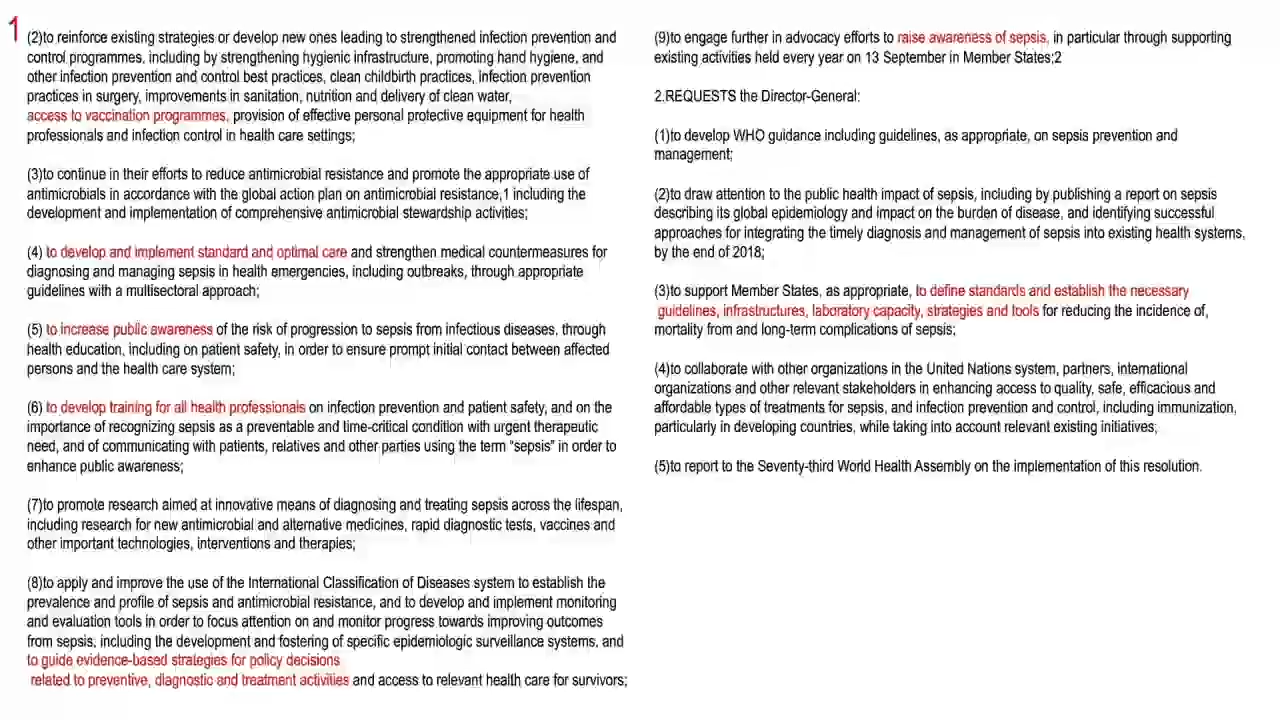 1
(2)to reinforce existing strategies or develop new ones leading to strengthened infection prevention and
control programmes, including by strengthening hygienic infrastructure, promoting hand hygiene, and
other infection prevention and control best practices, clean childbirth practices, infection prevention
practices in surgery, improvements in sanitation, nutrition and delivery of clean water,
access to vaccination programmes, provision of effective personal protective equipment for health
professionals and infection control in health care settings;
(3)to continue in their efforts to reduce antimicrobial resistance and promote the appropriate use of
antimicrobials in accordance with the global action plan on antimicrobial resistance,1 including the
development and implementation of comprehensive antimicrobial stewardship activities;
(4) to develop and implement standard and optimal care and strengthen medical countermeasures for
diagnosing and managing sepsis in health emergencies, including outbreaks, through appropriate
guidelines with a multisectoral approach;
(5) to increase public awareness of the risk of progression to sepsis from infectious diseases, through
health education, including on patient safety, in order to ensure prompt initial contact between affected
persons and the health care system;
(6) to develop training for all health professionals on infection prevention and patient safety, and on the
importance of recognizing sepsis as a preventable and time-critical condition with urgent therapeutic
need, and of communicating with patients, relatives and other parties using the term “sepsis” in order to
enhance public awareness;
(7)to promote research aimed at innovative means of diagnosing and treating sepsis across the lifespan,
including research for new antimicrobial and alternative medicines, rapid diagnostic tests, vaccines and
other important technologies, interventions and therapies;
(8)to apply and improve the use of the International Classification of Diseases system to establish the
prevalence and profile of sepsis and antimicrobial resistance, and to develop and implement monitoring
and evaluation tools in order to focus attention on and monitor progress towards improving outcomes
from sepsis, including the development and fostering of specific epidemiologic surveillance systems, and
to guide evidence-based strategies for policy decisions
related to preventive, diagnostic and treatment activities and access to relevant health care for survivors;
(9)to engage further in advocacy efforts to raise awareness of sepsis, in particular through supporting
existing activities held every year on 13 September in Member States;2
2.REQUESTS the Director-General:
(1)to develop WHO guidance including guidelines, as appropriate, on sepsis prevention and
management;
(2)to draw attention to the public health impact of sepsis, including by publishing a report on sepsis
describing its global epidemiology and impact on the burden of disease, and identifying successful
approaches for integrating the timely diagnosis and management of sepsis into existing health systems,
by the end of 2018;
(3)to support Member States, as appropriate, to define standards and establish the necessary
guidelines, infrastructures, laboratory capacity, strategies and tools for reducing the incidence of,
mortality from and long-term complications of sepsis;
(4)to collaborate with other organizations in the United Nations system, partners, international
organizations and other relevant stakeholders in enhancing access to quality, safe, efficacious and
affordable types of treatments for sepsis, and infection prevention and control, including immunization,
particularly in developing countries, while taking into account relevant existing initiatives;
(5)to report to the Seventy-third World Health Assembly on the implementation of this resolution.